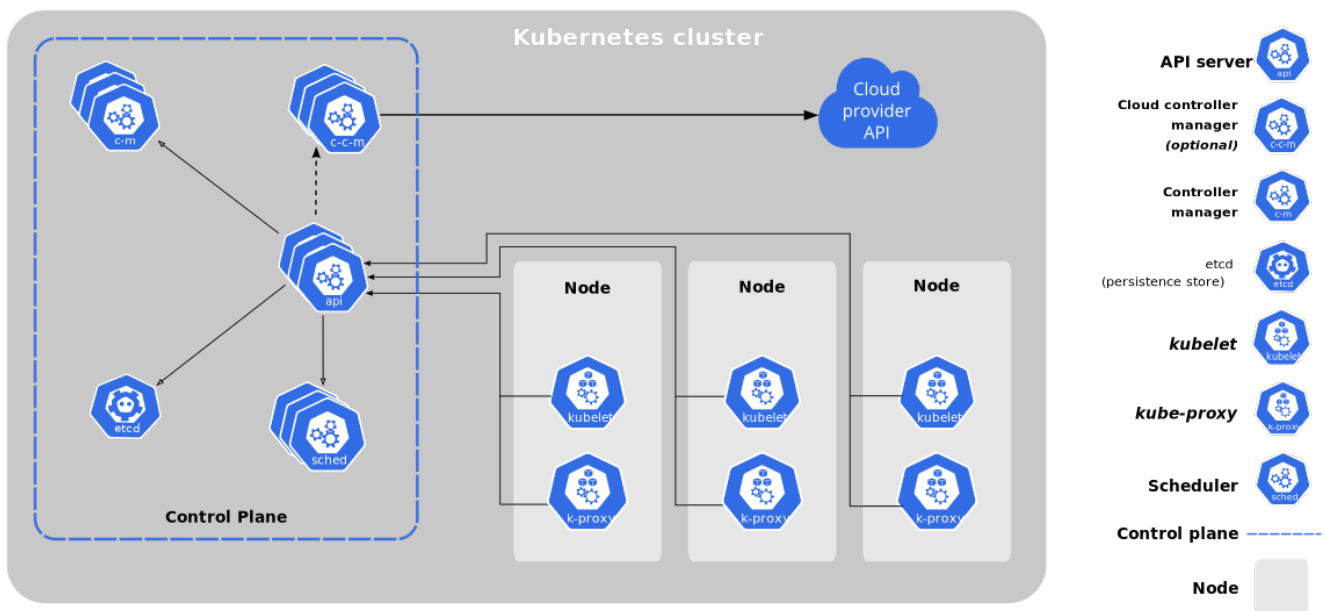 Kubernetes cluster
c-m
c-c-m
Cloud
provider
API
api
etcd
sched
Control Plane
Node
kubelet
k-proxy
Node
kubelet
k-proxy
Node
kubelet
k-proxy
API server
api
Cloud controller
manager
(optional)
c-c-m
Controller
manager
c-m
etcd
(persistence store)
etcd
kubelet
kubelet
kube-proxy
k-proxy
Scheduler
sched
Control plane
Node